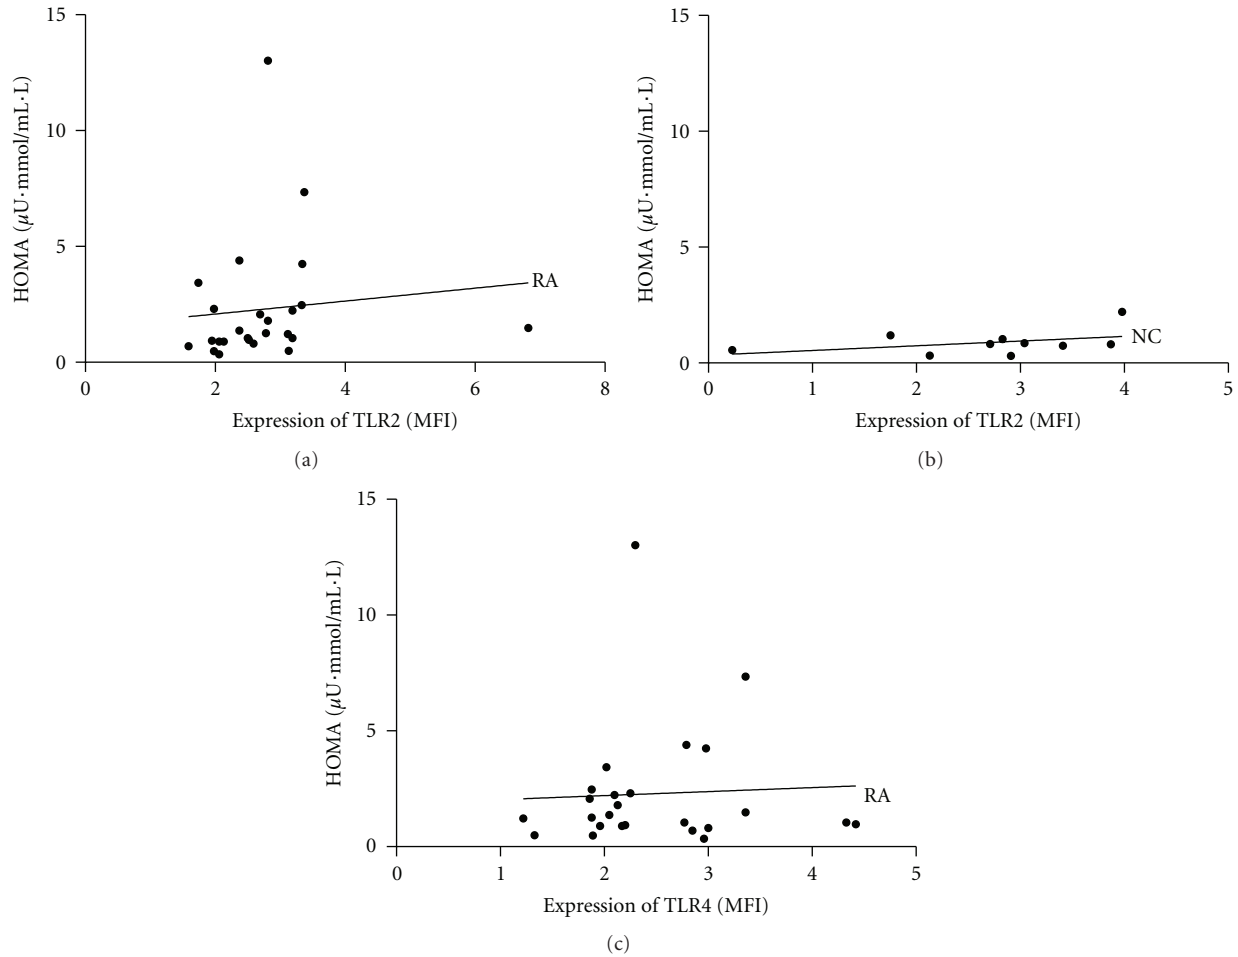 15
10
5
0
HOMA (μU·mmol/mL·L)
RA
0 2 4 6 8
Expression of TLR2 (MFI)
(a)
15
10
5
0
HOMA (μU·mmol/mL·L)
NC
0 1 2 3 4 5
Expression of TLR2 (MFI)
(b)
15
10
5
0
HOMA (μU·mmol/mL·L)
RA
0 1 2 3 4 5
Expression of TLR4 (MFI)
(c)